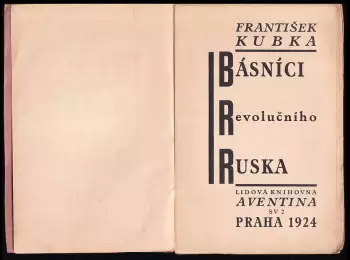 FRANTIŠEK
KUBKA
BÁSNÍCI
Revolučního
RUSKA
LIDOVÁ KNIHOVNA
AVENTINA
SV 2
PRAHA 1924